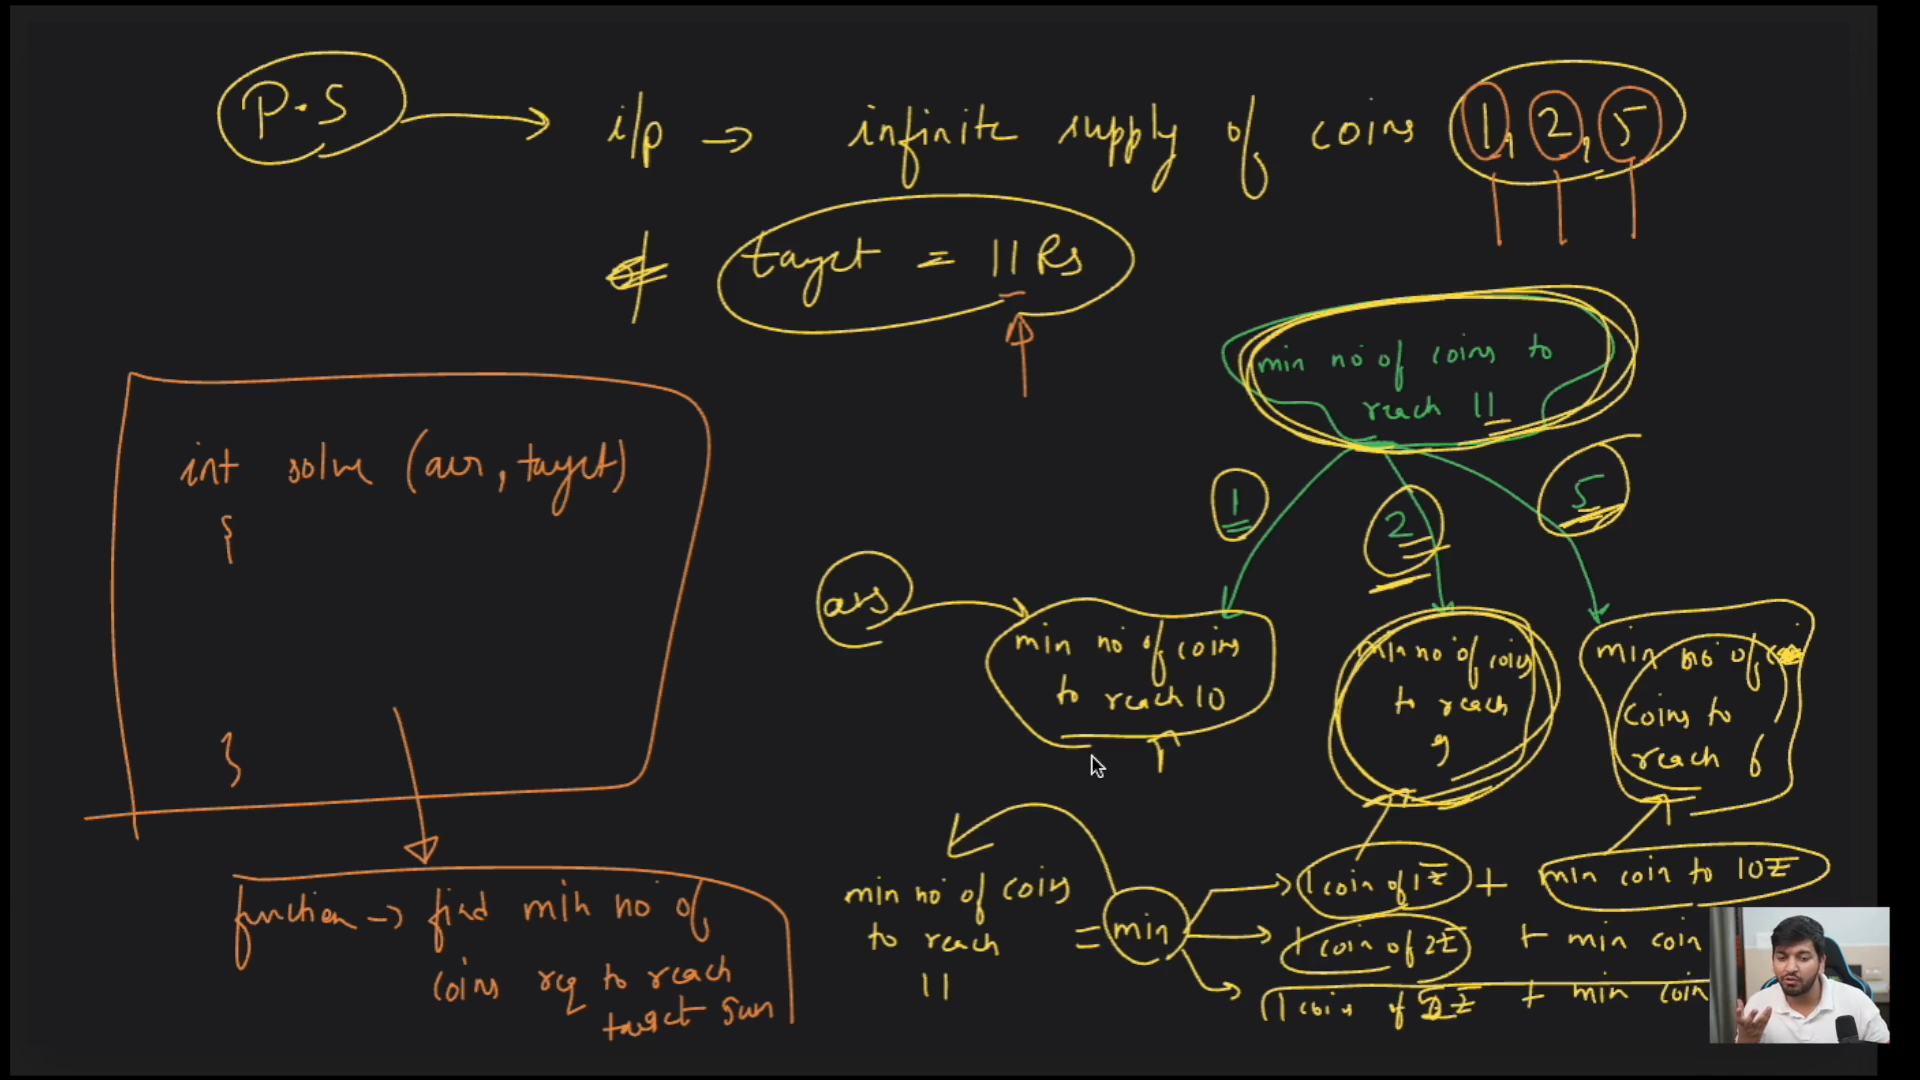 P.S
i/p → infinite supply of coins 1, 2, 5
target = 11 Rs
min no of coins to
reach 11
int solve (arr, target)
{
}
1
2
5
ans
min no of coins
to reach 10
min no of coins
to reach
9
min no of
coins to
reach 6
function → find min no of
coins req to reach
target sum
min no of coins
to reach
11
= min
1 coin of 1₹ + min coin to 10₹
1 coin of 2₹ + min coin
1 coin of + min coin